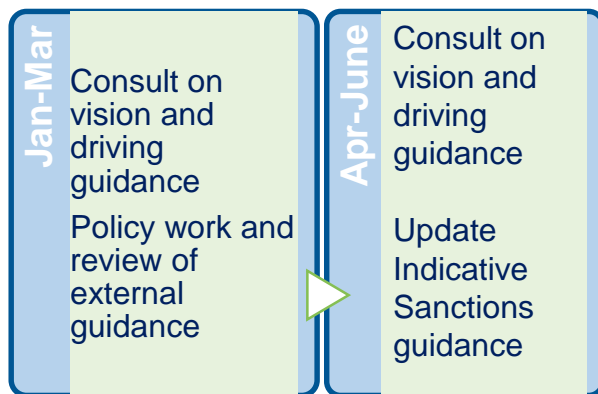 Jan-Mar
Consult on
vision and
driving
guidance
Policy work and
review of
external
guidance
Apr-June
Consult on
vision and
driving
guidance
Update
Indicative
Sanctions
guidance